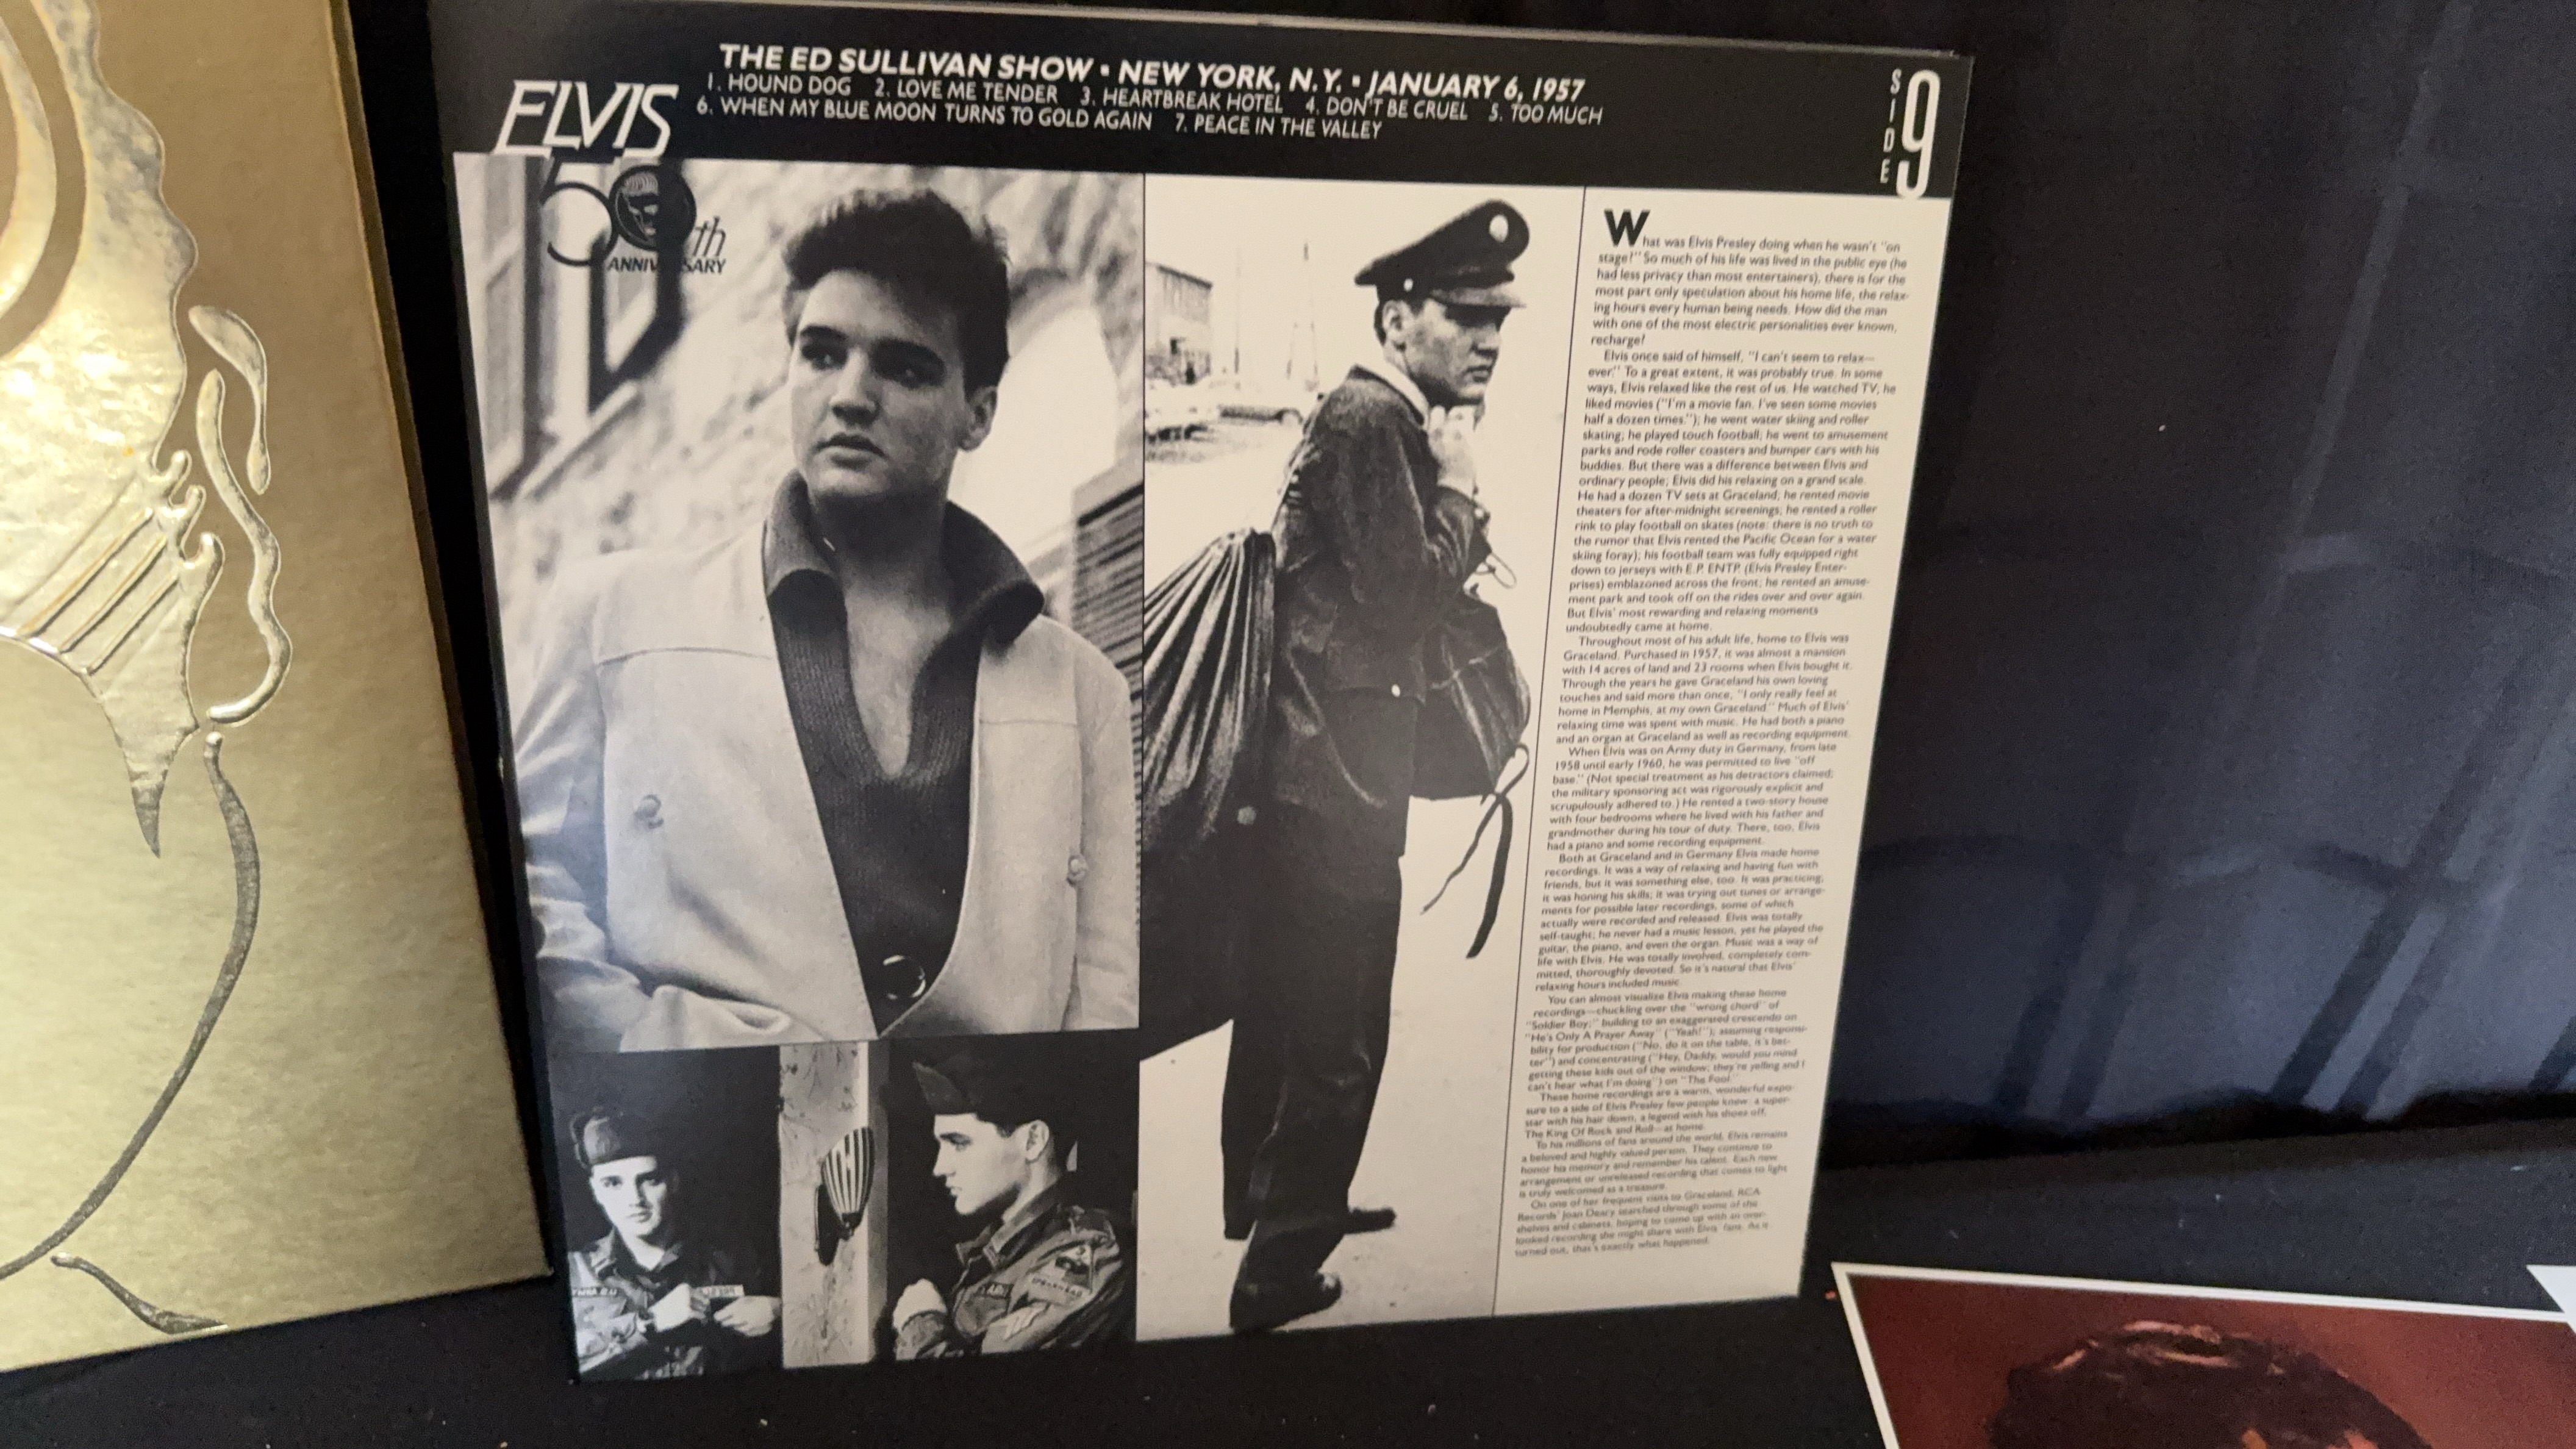 THE ED SULLIVAN SHOW ▪ NEW YORK, N.Y. ▪ JANUARY 6, 1957
1. HOUND DOG 2. LOVE ME TENDER 3. HEARTBREAK HOTEL 4. DON'T BE CRUEL 5. TOO MUCH
6. WHEN MY BLUE MOON TURNS TO GOLD AGAIN 7. PEACE IN THE VALLEY
SIDE 9
ELVIS
50th
ANNIVERSARY
What was Elvis Presley doing when he wasn't "on
stage?" So much of his life was lived in the public eye (he
had less privacy than most entertainers), there is for the
most part only speculation about his home life, the relax-
ing hours every human being needs. How did the man
with one of the most electric personalities ever known,
recharge?
Elvis once said of himself, "I can't seem to relax—
ever." To a great extent, it was probably true. In some
ways, Elvis relaxed like the rest of us. He watched TV; he
liked movies ("I'm a movie fan. I've seen some movies
half a dozen times."); he went water skiing and roller
skating; he played touch football; he went to amusement
parks and rode roller coasters and bumper cars with his
buddies. But there was a difference between Elvis and
ordinary people; Elvis did his relaxing on a grand scale.
He had a dozen TV sets at Graceland; he rented movie
theaters for after-midnight screenings; he rented a roller
rink to play football on skates (note: there is no truth to
the rumor that Elvis rented the Pacific Ocean for a water
skiing foray); his football team was fully equipped right
down to jerseys with E.P. ENTP. (Elvis Presley Enter-
prises) emblazoned across the front; he rented an amuse-
ment park and took off on the rides over and over again.
But Elvis' most rewarding and relaxing moments
undoubtedly came at home.
Throughout most of his adult life, home to Elvis was
Graceland. Purchased in 1957, it was almost a mansion
with 14 acres of land and 23 rooms when Elvis bought it.
Through the years he gave Graceland his own loving
touches and said more than once, "I only really feel at
home in Memphis, at my own Graceland." Much of Elvis'
relaxing time was spent with music. He had both a piano
and an organ at Graceland as well as recording equipment.
When Elvis was on Army duty in Germany, from late
1958 until early 1960, he was permitted to live "off
base." (Not special treatment as his detractors claimed;
the military sponsoring act was rigorously explicit and
scrupulously adhered to.) He rented a two-story house
with four bedrooms where he lived with his father and
grandmother during his tour of duty. There, too, Elvis
had a piano and some recording equipment.
Both at Graceland and in Germany Elvis made home
recordings. It was a way of relaxing and having fun with
friends, but it was something else, too. It was practicing,
it was honing his skills; it was trying out tunes or arrange-
ments for possible later recordings, some of which
actually were recorded and released. Elvis was totally
self-taught; he never had a music lesson, yet he played the
guitar, the piano, and even the organ. Music was a way of
life with Elvis. He was totally involved, completely com-
mitted, thoroughly devoted. So it's natural that Elvis'
relaxing hours included music.
You can almost visualize Elvis making these home
recordings—chuckling over the "wrong chord" of
"Soldier Boy;" building to an exaggerated crescendo on
"He's Only A Prayer Away" ("Yeah!"); assuming responsi-
bility for production ("No, do it on the table, it's bet-
ter") and concentrating ("Hey, Daddy, would you mind
getting these kids out of the window; they're yelling and I
can't hear what I'm doing") on "The Fool."
These home recordings are a warm, wonderful expo-
sure to a side of Elvis Presley few people knew: a super-
star with his hair down, a legend with his shoes off,
The King Of Rock and Roll—at home.
To his millions of fans around the world, Elvis remains
a beloved and highly valued person. They continue to
honor his memory and remember his talent. Each new
arrangement or unreleased recording that comes to light
is truly welcomed as a treasure.
On one of her frequent visits to Graceland, RCA
Records' Joan Deary searched through some of the
shelves and cabinets, hoping to come up with an over-
looked recording she might share with Elvis' fans. As it
turned out, that's exactly what happened.
SPEARHEAD